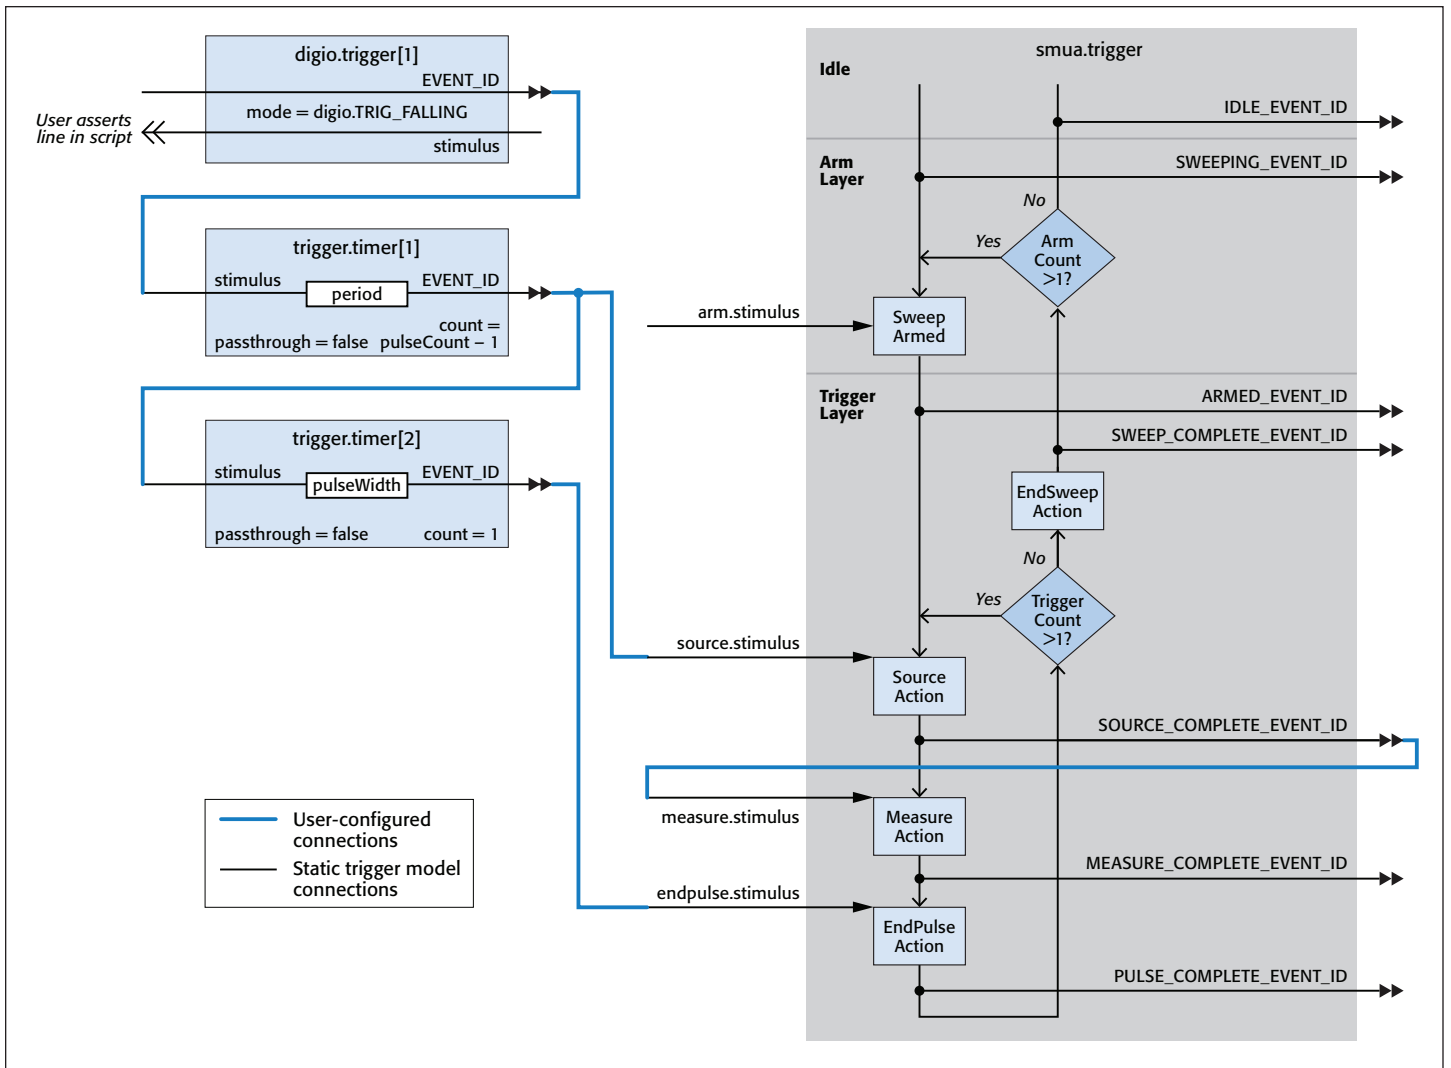 digio.trigger[1]
EVENT_ID
mode = digio.TRIG_FALLING
stimulus
User asserts
line in script
trigger.timer[1]
stimulus
period
EVENT_ID
count =
passthrough = false pulseCount – 1
trigger.timer[2]
stimulus
pulseWidth
EVENT_ID
passthrough = false
count = 1
User-configured
connections
Static trigger model
connections
smua.trigger
Idle
IDLE_EVENT_ID
Arm
Layer
SWEEPING_EVENT_ID
No
Yes
Arm
Count
>1?
arm.stimulus
Sweep
Armed
Trigger
Layer
ARMED_EVENT_ID
SWEEP_COMPLETE_EVENT_ID
EndSweep
Action
No
Yes
Trigger
Count
>1?
source.stimulus
Source
Action
SOURCE_COMPLETE_EVENT_ID
measure.stimulus
Measure
Action
MEASURE_COMPLETE_EVENT_ID
endpulse.stimulus
EndPulse
Action
PULSE_COMPLETE_EVENT_ID